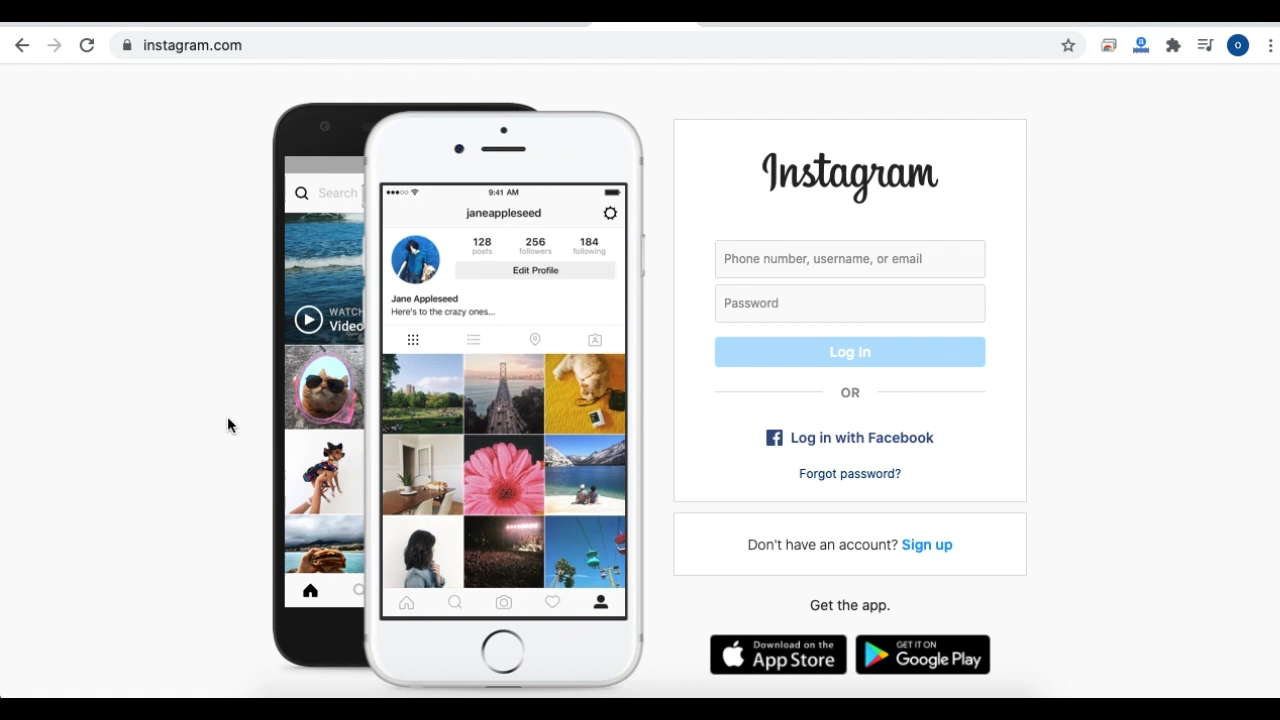 instagram.com
o
Search
WATCH
Video
9:41 AM
janeappleseed
128
256
184
posts
followers
following
Edit Profile
Jane Appleseed
Here's to the crazy ones...
Instagram
Phone number, username, or email
Password
Log In
OR
Log in with Facebook
Forgot password?
Don't have an account? Sign up
Get the app.
Download on the
App Store
GET IT ON
Google Play